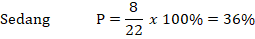 Sedang P = 8/22 x 100% = 36%